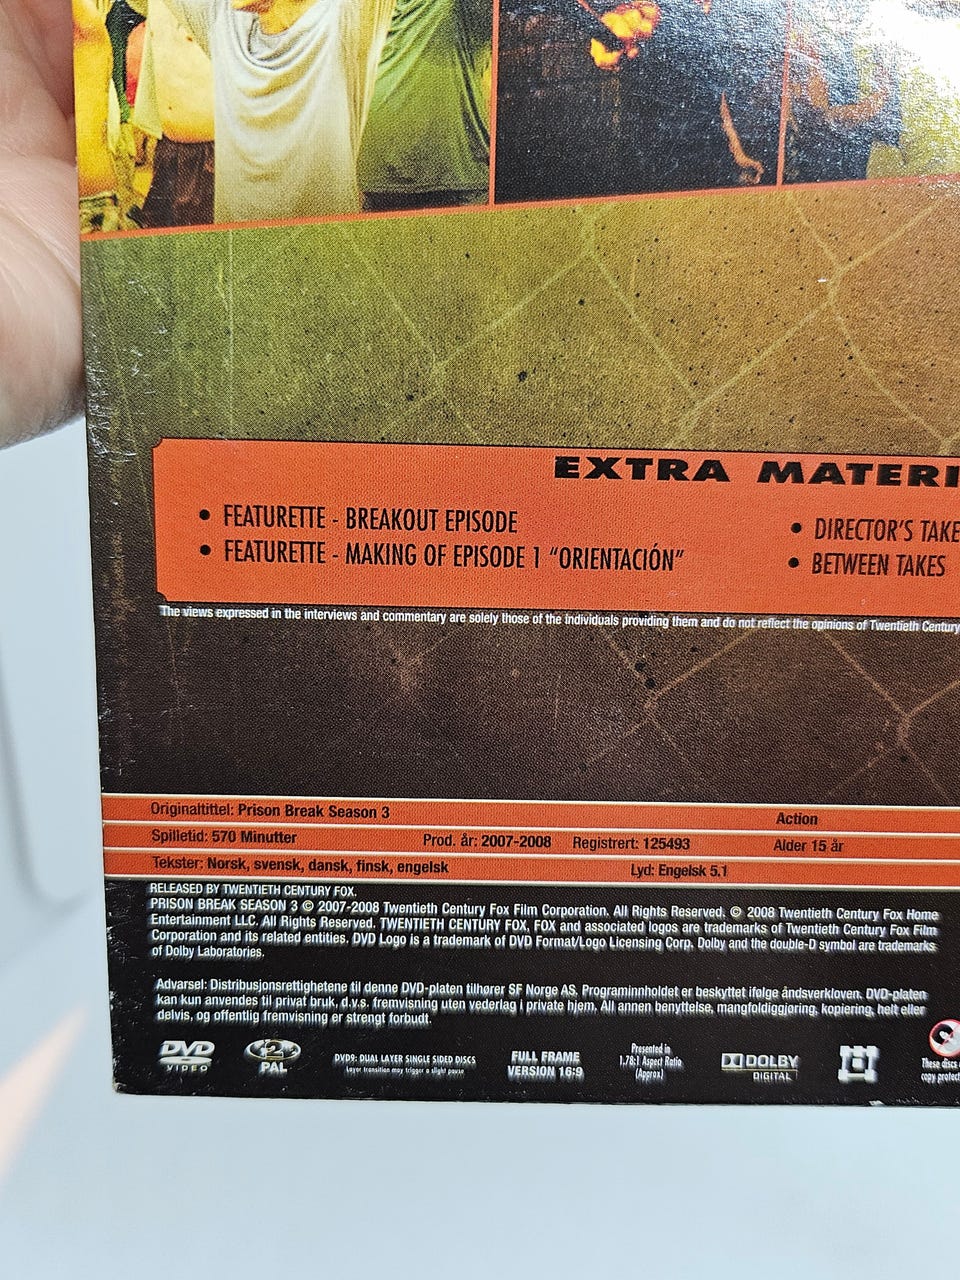 EXTRA MATERI
• FEATURETTE - BREAKOUT EPISODE
• FEATURETTE - MAKING OF EPISODE 1 "ORIENTACIÓN"
• DIRECTOR'S TAKE
• BETWEEN TAKES
The views expressed in the interviews and commentary are solely those of the individuals providing them and do not reflect the opinions of Twentieth Century
Originaltittel: Prison Break Season 3 Action
Spilletid: 570 Minutter Prod. år: 2007-2008 Registrert: 125493 Alder 15 år
Tekster: Norsk, svensk, dansk, finsk, engelsk Lyd: Engelsk 5.1
RELEASED BY TWENTIETH CENTURY FOX.
PRISON BREAK SEASON 3 © 2007-2008 Twentieth Century Fox Film Corporation. All Rights Reserved. © 2008 Twentieth Century Fox Home
Entertainment LLC. All Rights Reserved. TWENTIETH CENTURY FOX, FOX and associated logos are trademarks of Twentieth Century Fox Film
Corporation and its related entities. DVD Logo is a trademark of DVD Format/Logo Licensing Corp. Dolby and the double-D symbol are trademarks
of Dolby Laboratories.
Advarsel: Distribusjonsrettighetene til denne DVD-platen tilhører SF Norge AS. Programinnholdet er beskyttet ifølge åndsverkloven. DVD-platen
kan kun anvendes til privat bruk, d.v.s. fremvisning uten vederlag i private hjem. All annen benyttelse, mangfoldiggjøring, kopiering, helt eller
delvis, og offentlig fremvisning er strengt forbudt.
DVD
VIDEO
2
PAL
DVD9: DUAL LAYER SINGLE SIDED DISCS
Layer transition may trigger a slight pause
FULL FRAME
VERSION 16:9
Presented in
1.78:1 Aspect Ratio
(Approx)
DOLBY
DIGITAL
These discs
copy protect